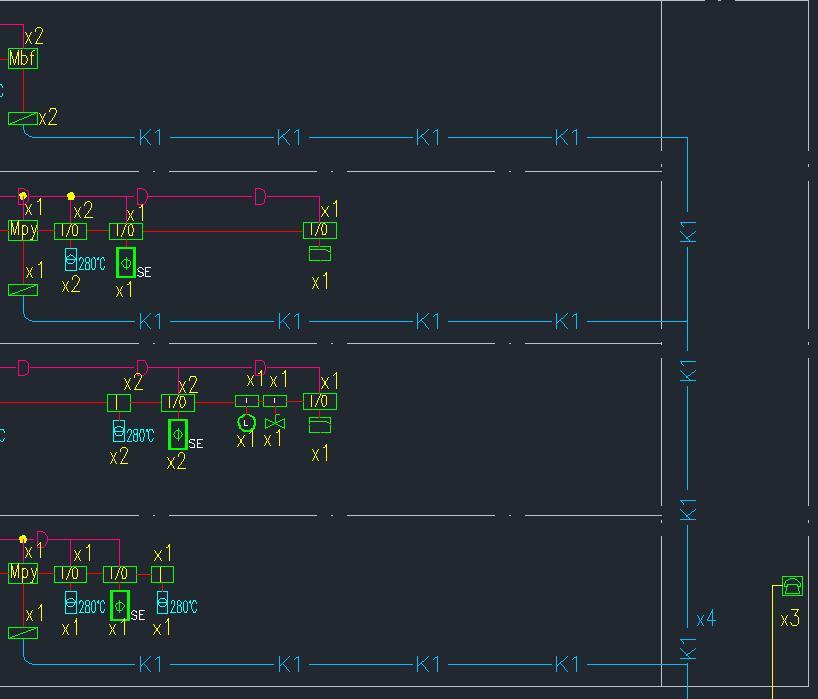 x2
Mbf
x2
K1 K1 K1 K1
D D D
x1 x2 x1 x1
Mpy I/O I/O I/O
K1
x1 280℃ SE
x2 x1 x1
K1 K1 K1 K1
D D D
K1
x2 x2 x1 x1 x1
I I/O I I I/O
L
280℃ SE x1 x1
x2 x2 x1
K1
D
x1 x1 x1
Mpy I/O I/O I
x1 280℃ SE 280℃
x1 x1 x1
x4 x3
K1
K1 K1 K1 K1